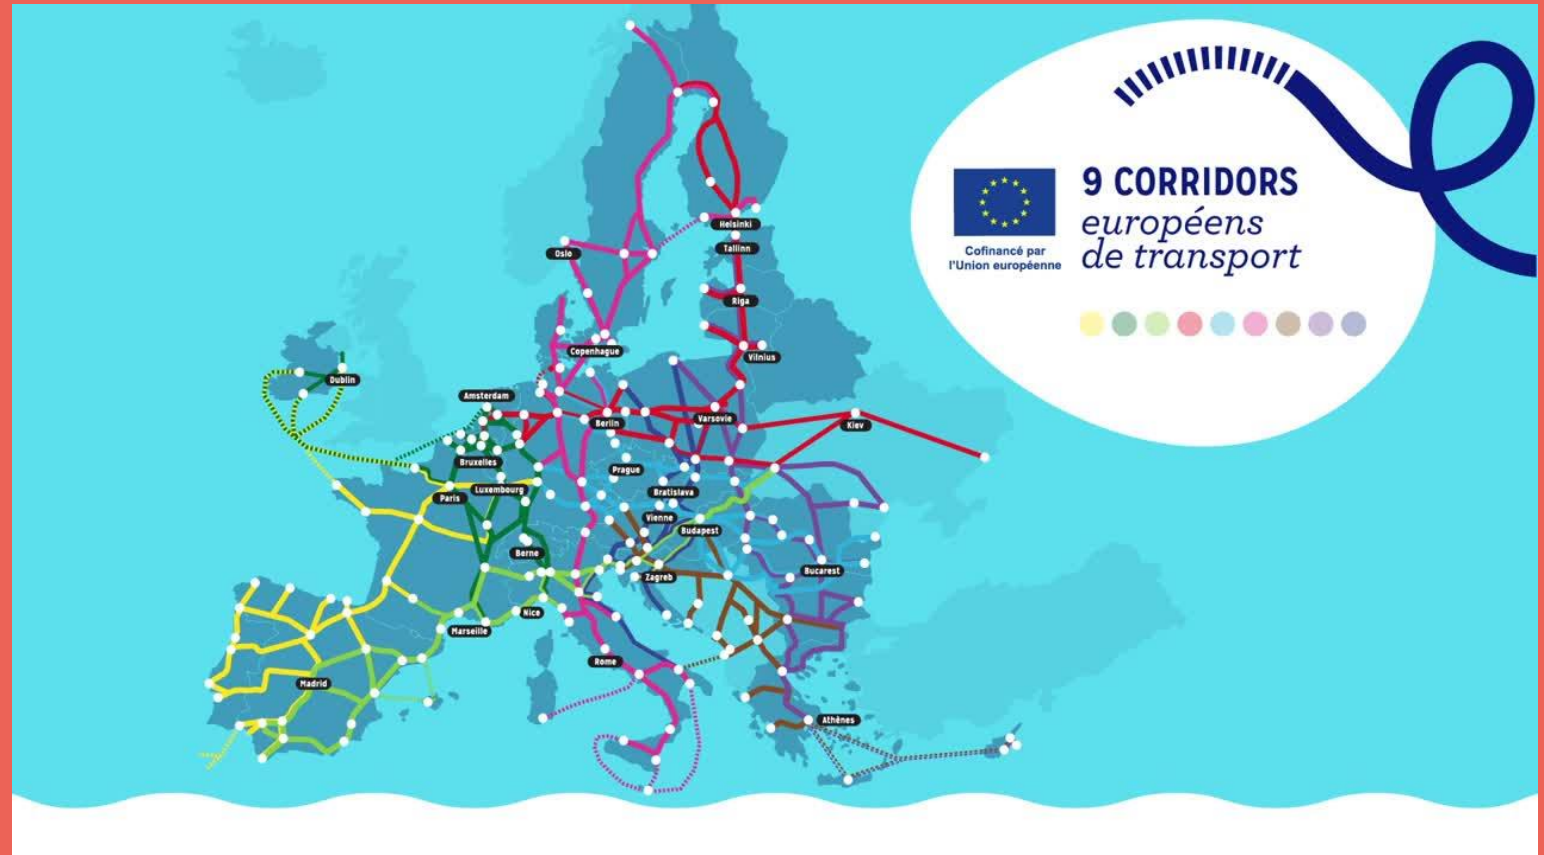 9 CORRIDORS
européens
de transport
Cofinancé par
l'Union européenne
Helsinki
Tallinn
Oslo
Riga
Copenhague
Vilnius
Dublin
Amsterdam
Berlin
Varsovie
Kiev
Bruxelles
Prague
Luxembourg
Paris
Bratislava
Vienne
Budapest
Berne
Bucarest
Zagreb
Nice
Marseille
Rome
Madrid
Athènes